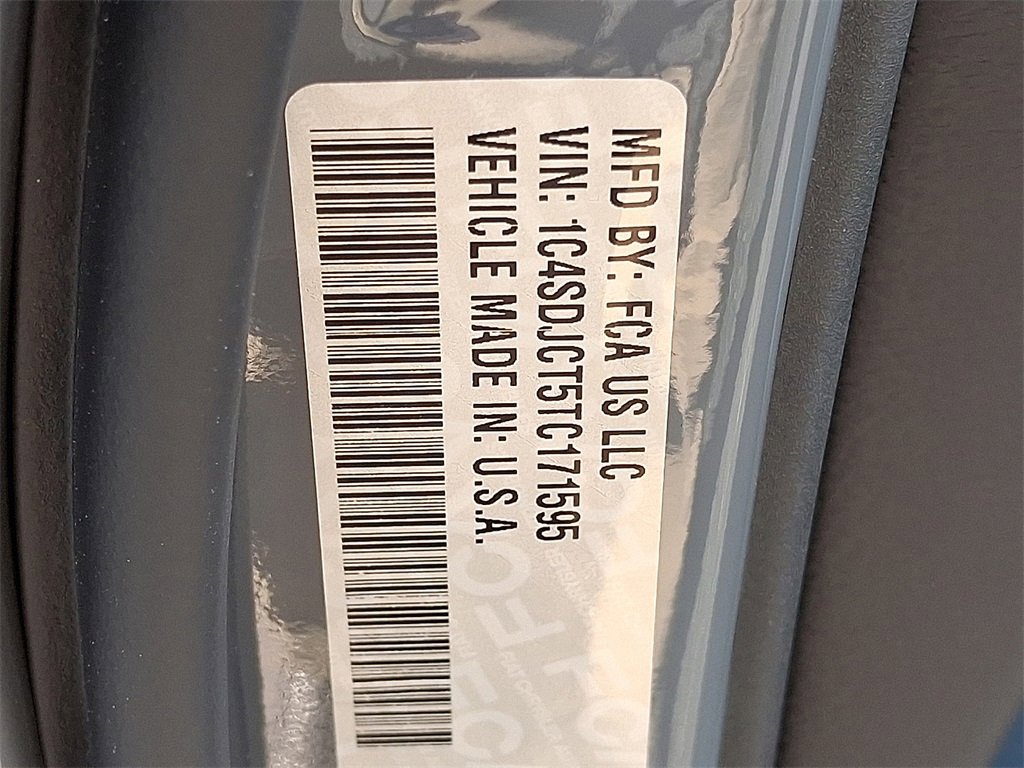 MFD BY: FCA US LLC
VIN: 1C4SDJCT5TC171595
VEHICLE MADE IN: U.S.A.